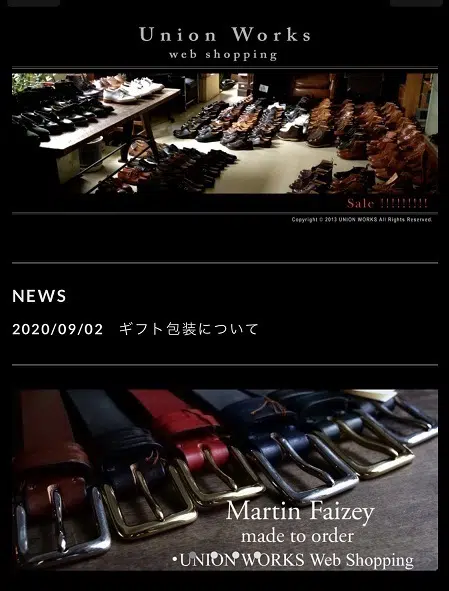 Union Works
web shopping
Sale !!!!!!!!!
Copyright © 2013 UNION WORKS All Rights Reserved.
NEWS
2020/09/02 ギフト包装について
Martin Faizey
made to order
•UNION WORKS Web Shopping